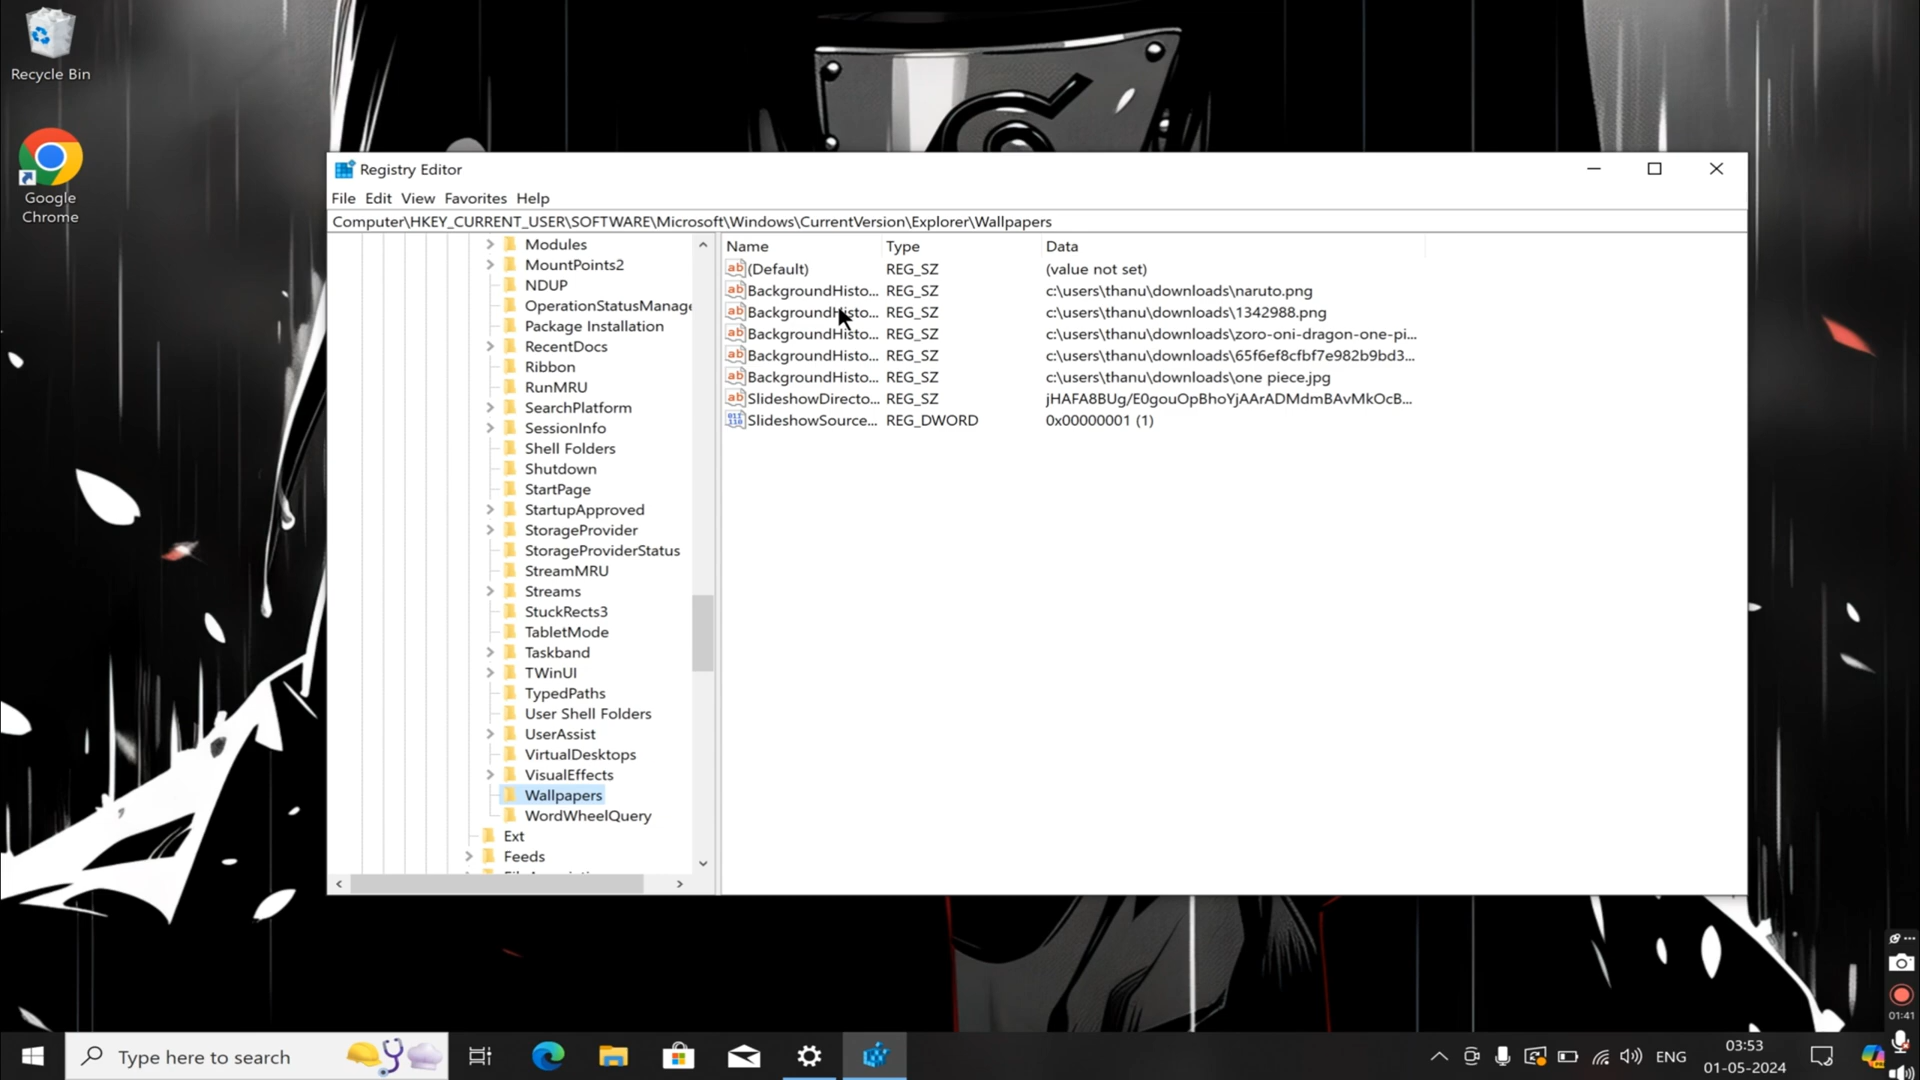 Recycle Bin
Google
Chrome
Registry Editor
File Edit View Favorites Help
Computer\HKEY_CURRENT_USER\SOFTWARE\Microsoft\Windows\CurrentVersion\Explorer\Wallpapers
Modules
MountPoints2
NDUP
OperationStatusManage
Package Installation
RecentDocs
Ribbon
RunMRU
SearchPlatform
SessionInfo
Shell Folders
Shutdown
StartPage
StartupApproved
StorageProvider
StorageProviderStatus
StreamMRU
Streams
StuckRects3
TabletMode
Taskband
TWinUI
TypedPaths
User Shell Folders
UserAssist
VirtualDesktops
VisualEffects
Wallpapers
WordWheelQuery
Ext
Feeds
Name Type Data
(Default) REG_SZ (value not set)
BackgroundHisto... REG_SZ c:\users\thanu\downloads\naruto.png
BackgroundHisto... REG_SZ c:\users\thanu\downloads\1342988.png
BackgroundHisto... REG_SZ c:\users\thanu\downloads\zoro-oni-dragon-one-pi...
BackgroundHisto... REG_SZ c:\users\thanu\downloads\65f6ef8cfbf7e982b9bd3...
BackgroundHisto... REG_SZ c:\users\thanu\downloads\one piece.jpg
SlideshowDirecto... REG_SZ jHAFA8BUg/E0gouOpBhoYjAArADMdmBAvMkOcB...
SlideshowSource... REG_DWORD 0x00000001 (1)
01:41
Type here to search
ENG
03:53
01-05-2024